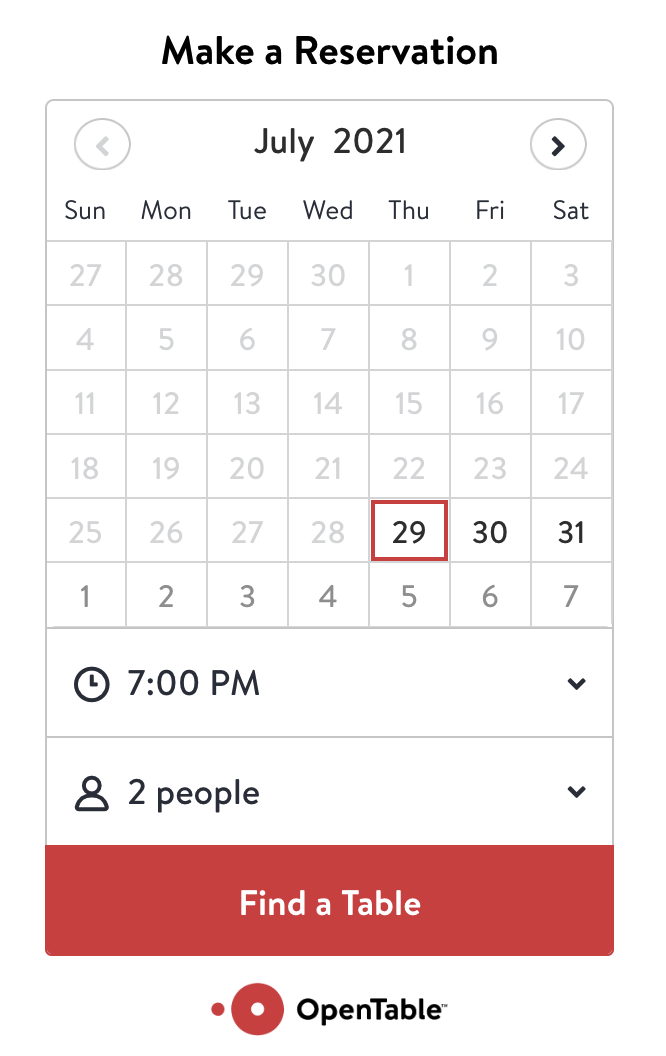 Make a Reservation
July 2021
Sun Mon Tue Wed Thu Fri Sat
27 28 29 30 1 2 3
4 5 6 7 8 9 10
11 12 13 14 15 16 17
18 19 20 21 22 23 24
25 26 27 28 29 30 31
1 2 3 4 5 6 7
7:00 PM
2 people
Find a Table
OpenTable™